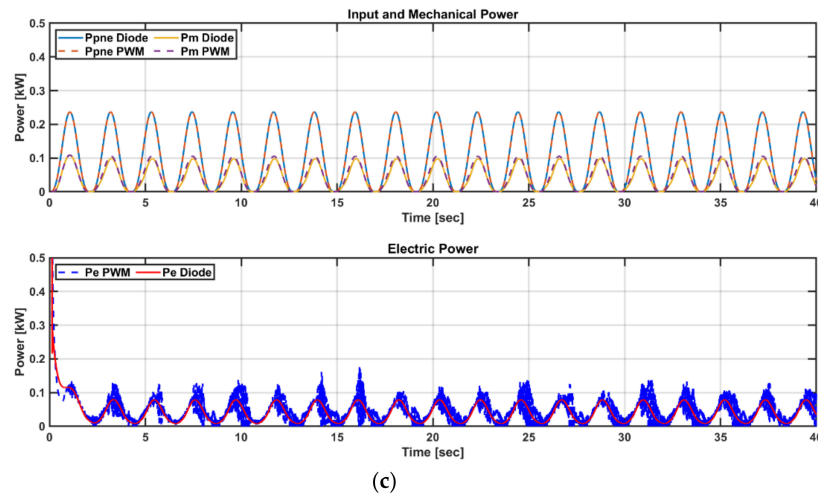 Input and Mechanical Power
Power [kW]
0.5
0.4
0.3
0.2
0.1
0
Ppne Diode Pm Diode
Ppne PWM Pm PWM
0 5 10 15 20 25 30 35 40
Time [sec]
Electric Power
Power [kW]
0.5
0.4
0.3
0.2
0.1
0
Pe PWM Pe Diode
0 5 10 15 20 25 30 35 40
Time [sec]
(c)